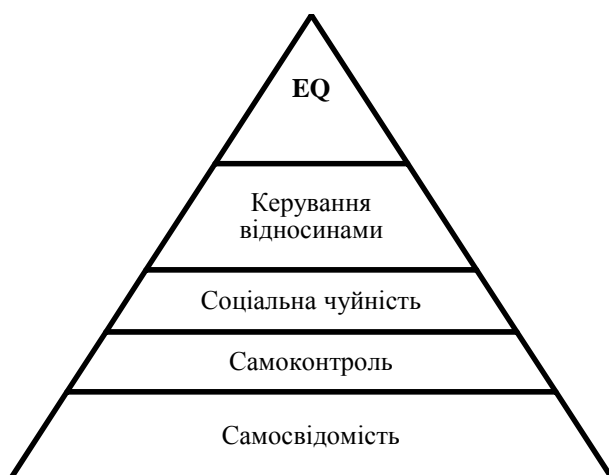 EQ
Керування
відносинами
Соціальна чуйність
Самоконтроль
Самосвідомість